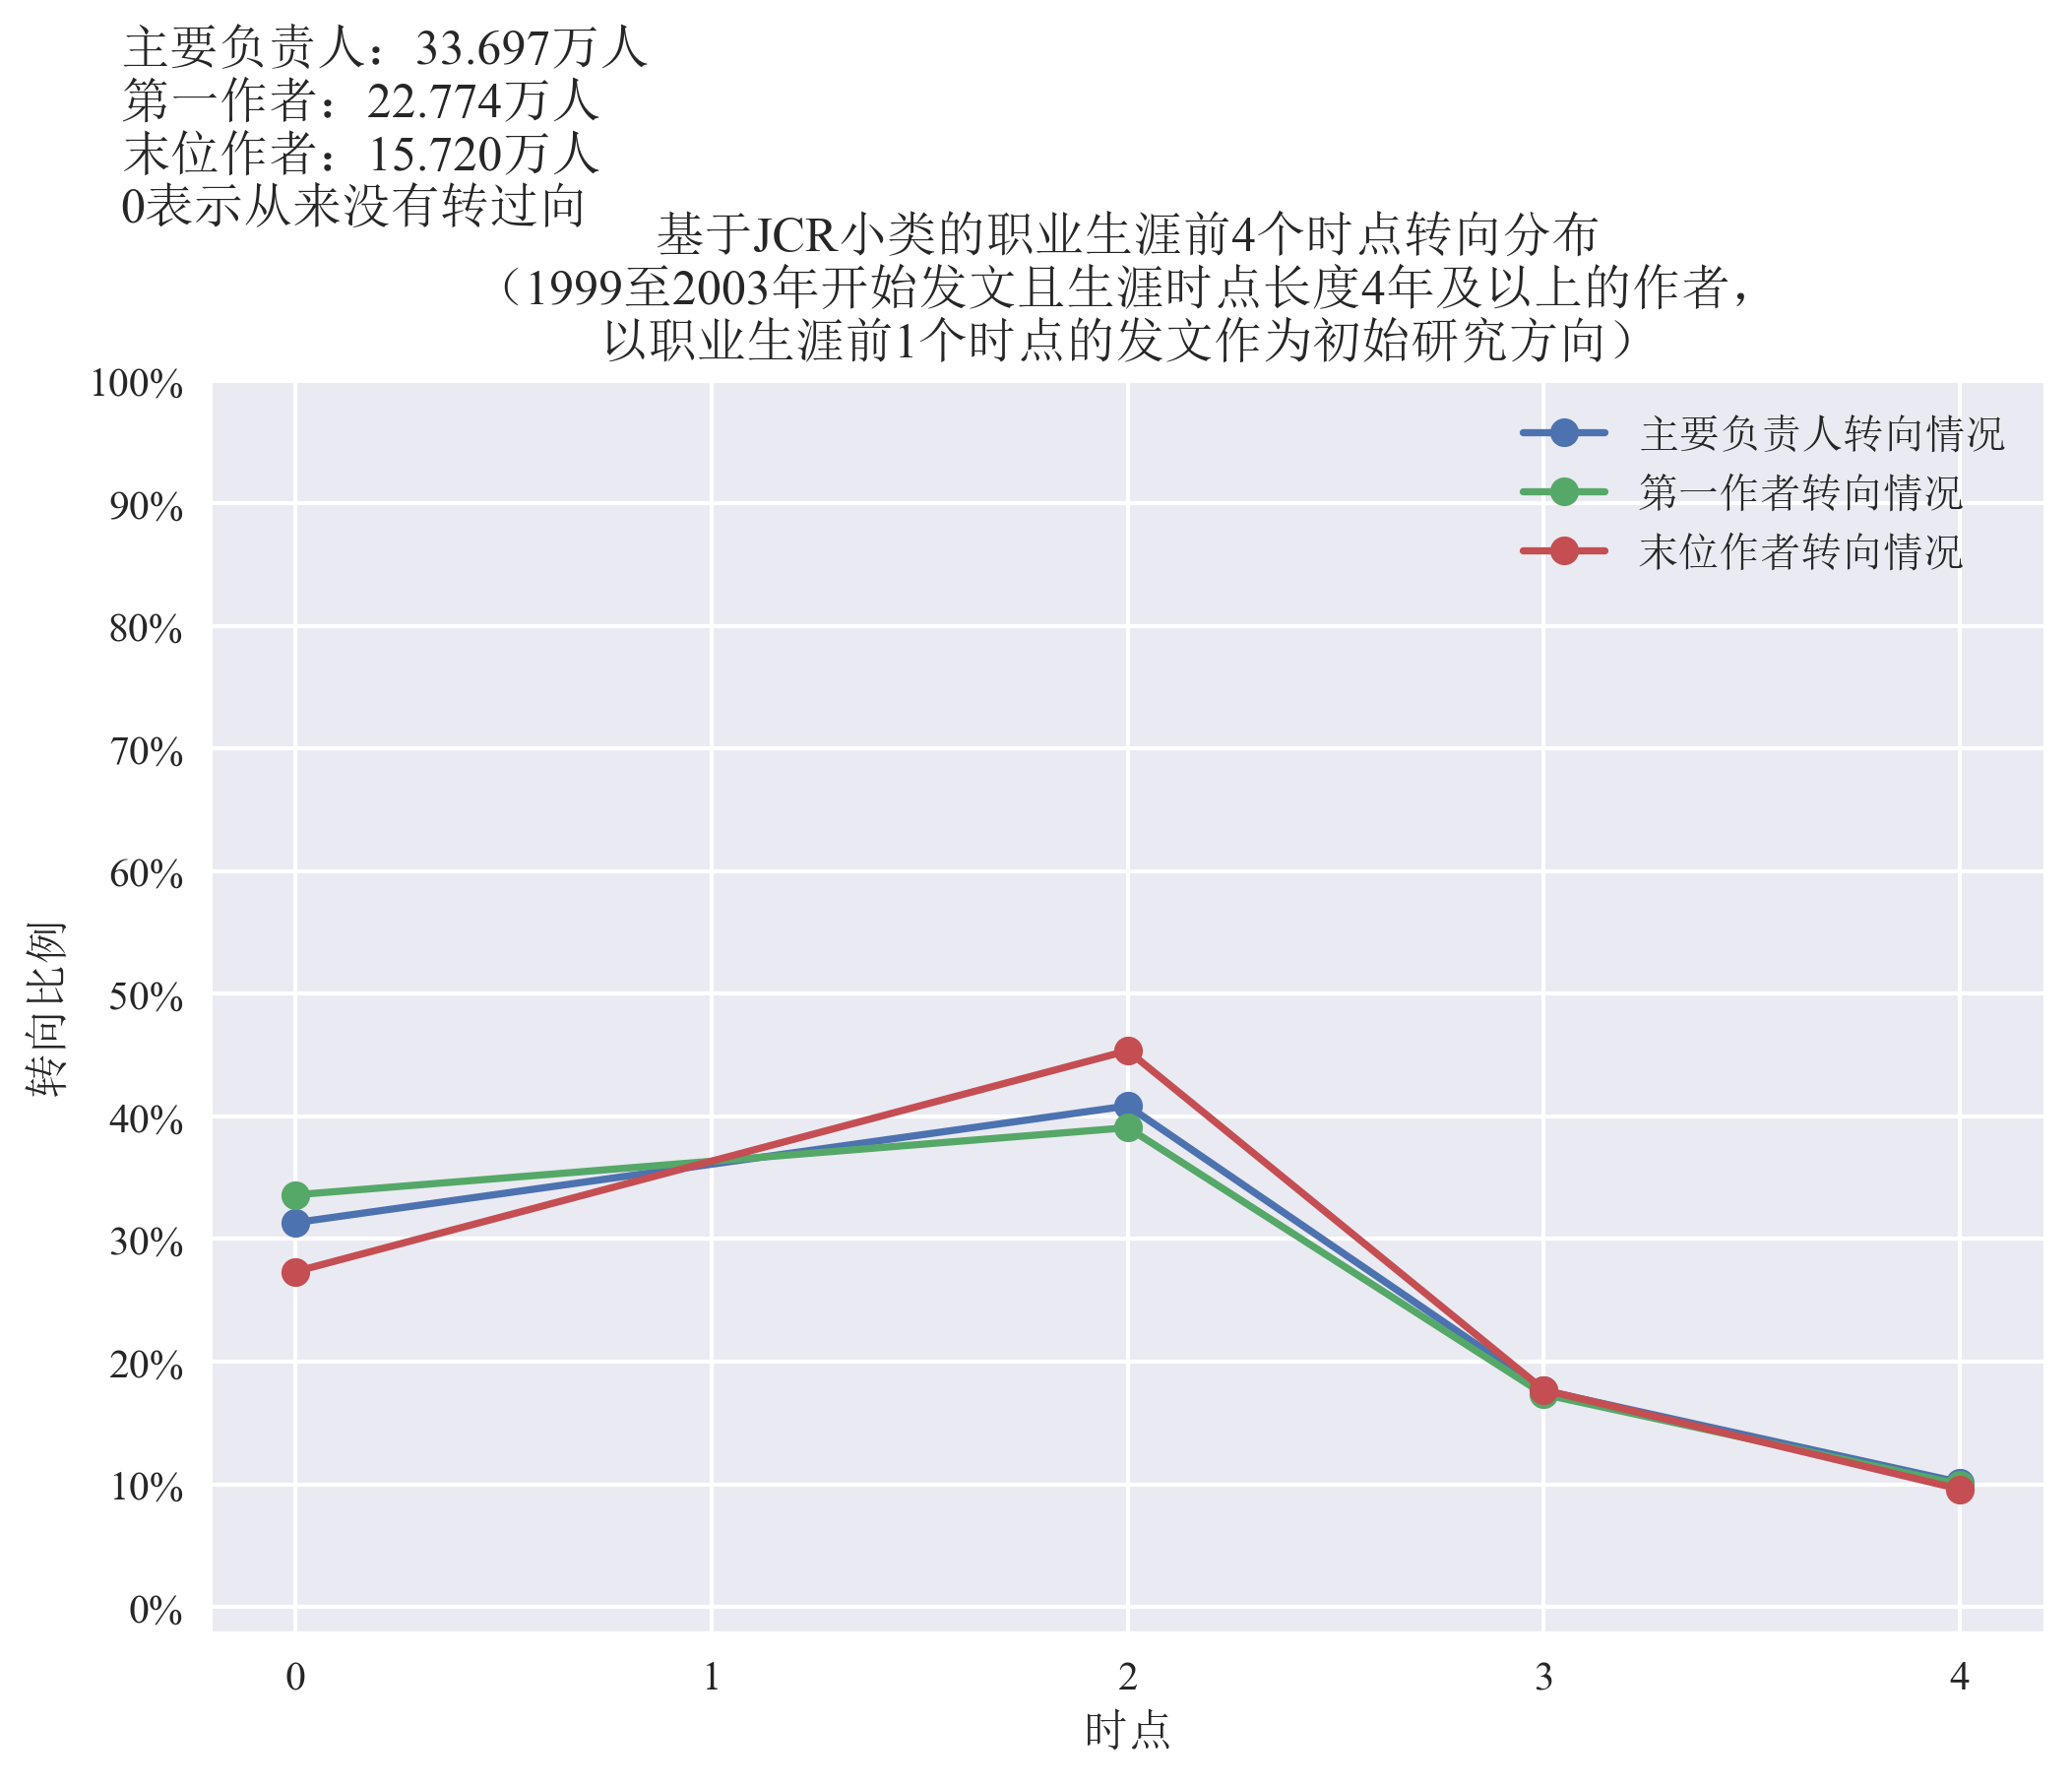 主要负责人：33.697万人
第一作者：22.774万人
末位作者：15.720万人
0表示从来没有转过向
基于JCR小类的职业生涯前4个时点转向分布
（1999至2003年开始发文且生涯时点长度4年及以上的作者，
以职业生涯前1个时点的发文作为初始研究方向）
主要负责人转向情况
第一作者转向情况
末位作者转向情况
转向比例
100%
90%
80%
70%
60%
50%
40%
30%
20%
10%
0%
0
1
2
3
4
时点